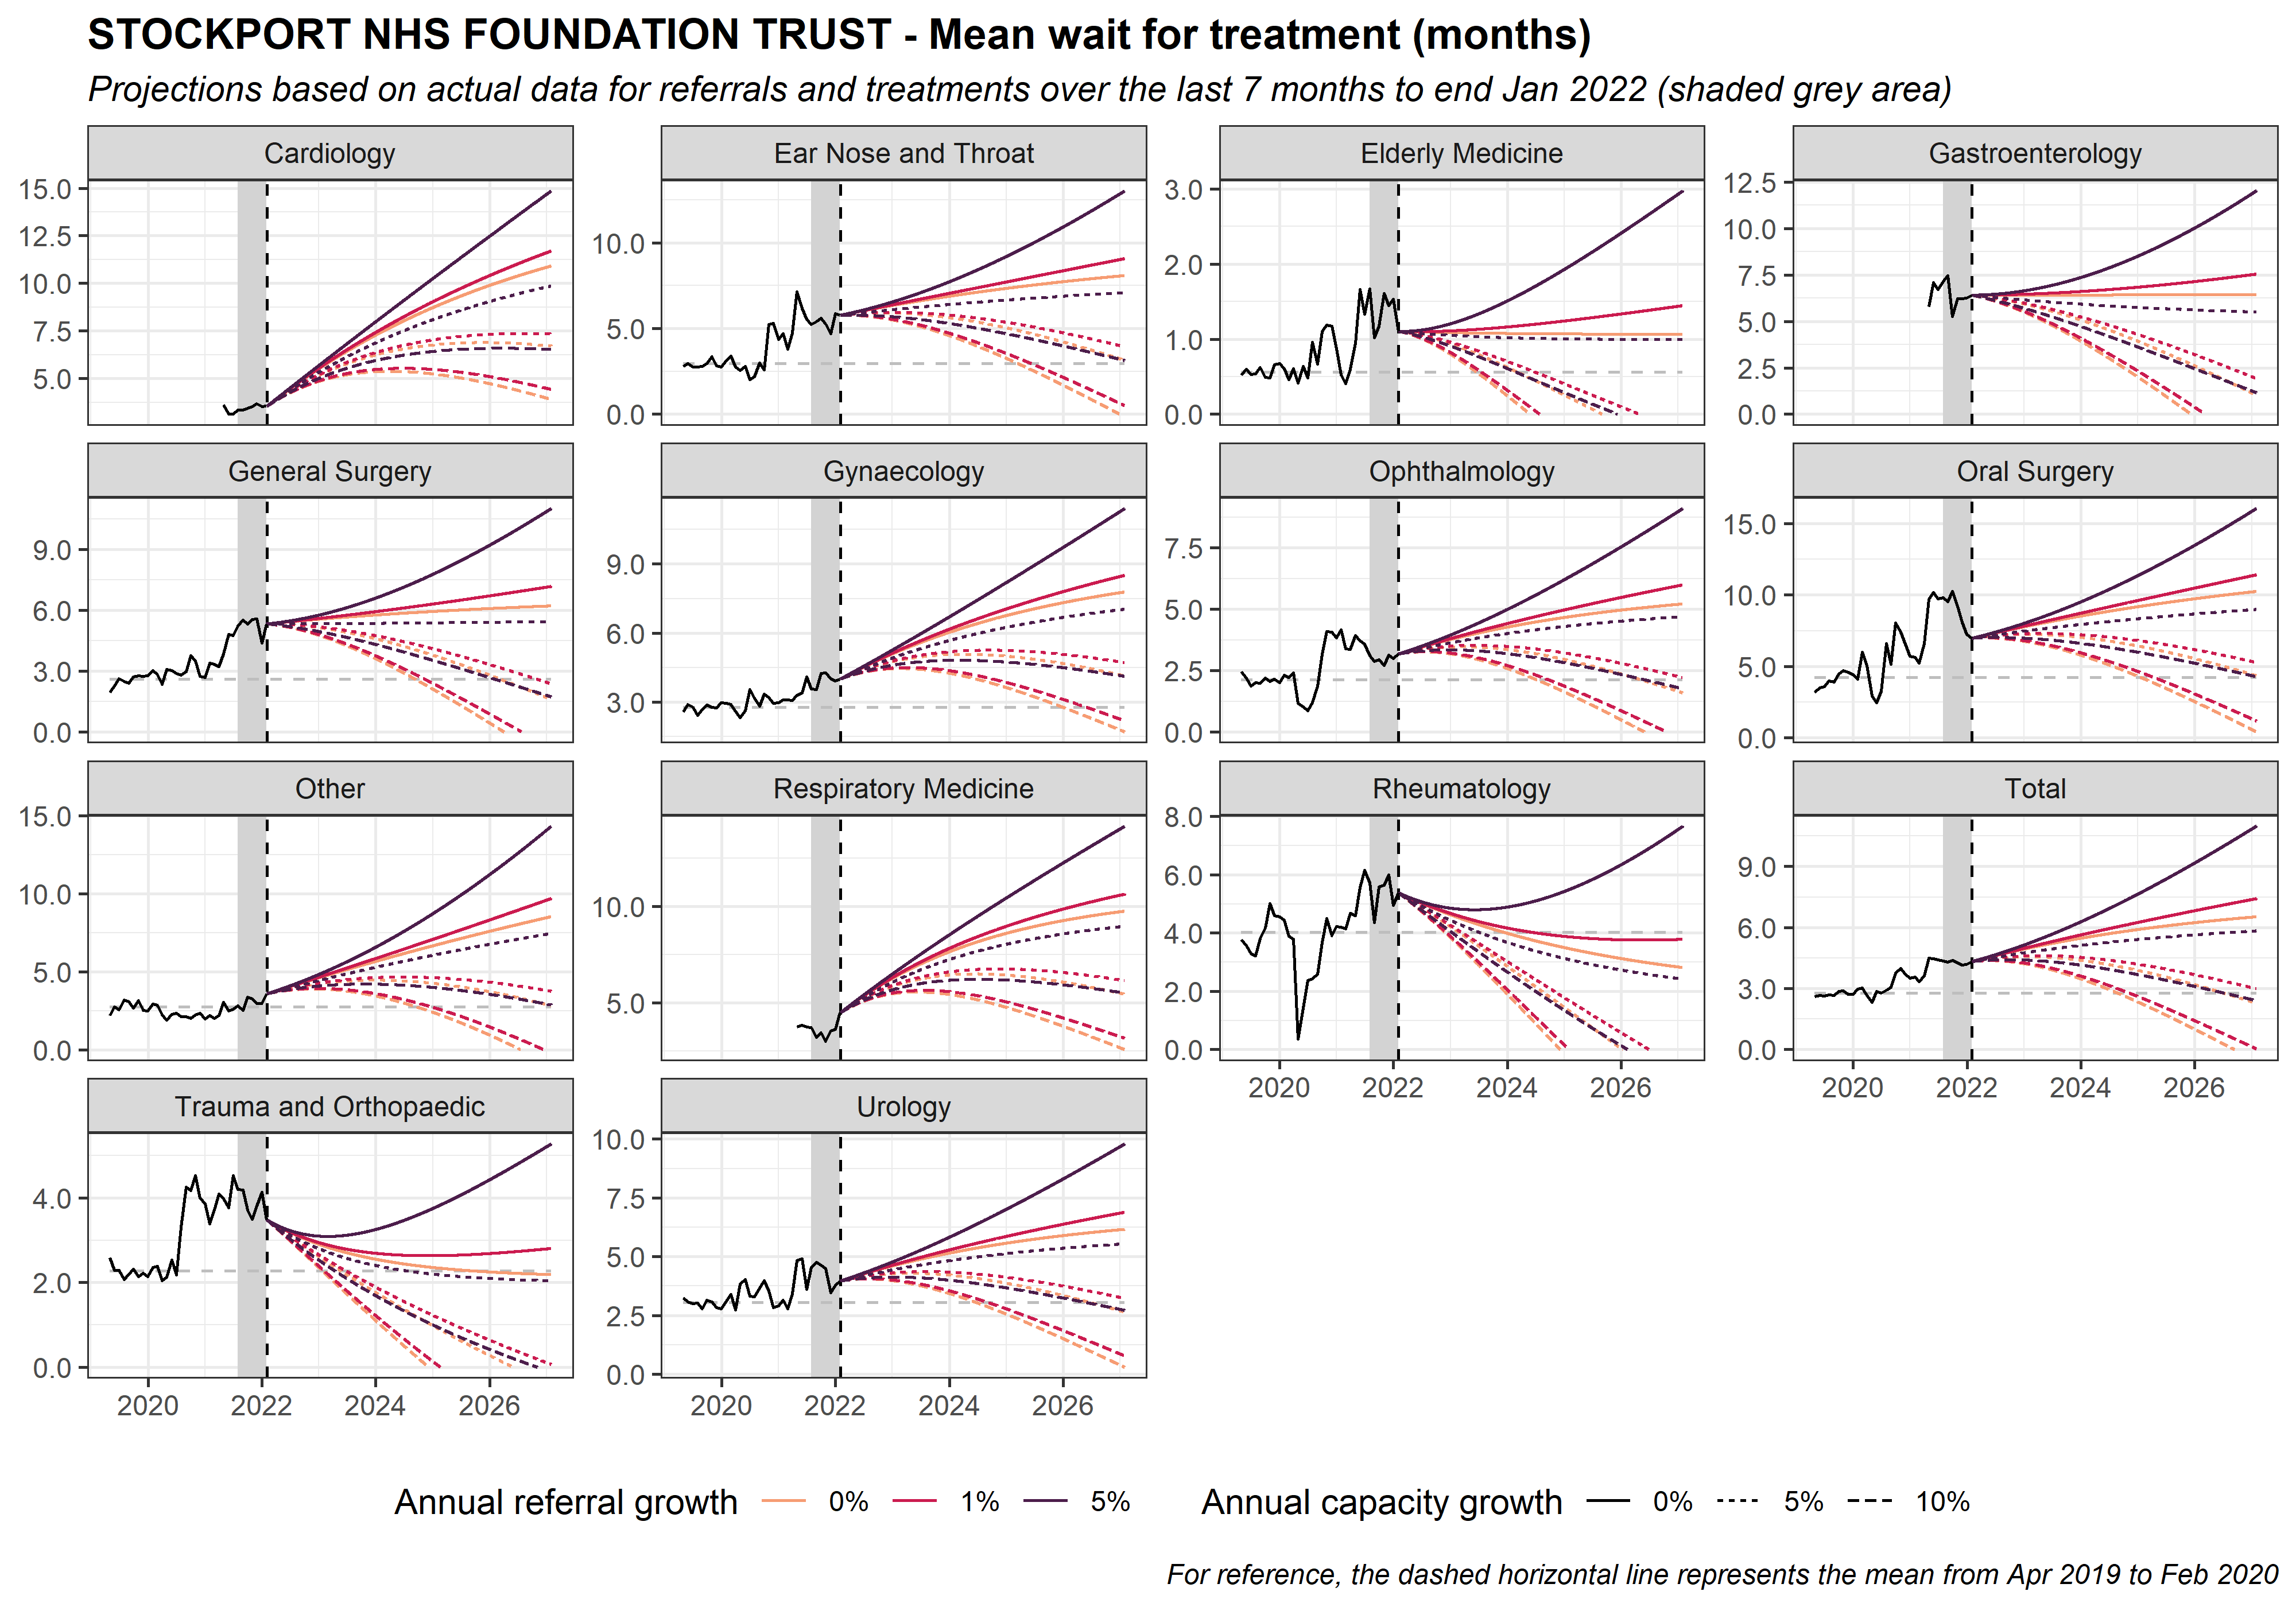 STOCKPORT NHS FOUNDATION TRUST - Mean wait for treatment (months)
Projections based on actual data for referrals and treatments over the last 7 months to end Jan 2022 (shaded grey area)
Cardiology
15.0
12.5
10.0
7.5
5.0
Ear Nose and Throat
10.0
5.0
0.0
Elderly Medicine
3.0
2.0
1.0
0.0
Gastroenterology
12.5
10.0
7.5
5.0
2.5
0.0
General Surgery
9.0
6.0
3.0
0.0
Gynaecology
9.0
6.0
3.0
Ophthalmology
7.5
5.0
2.5
0.0
Oral Surgery
15.0
10.0
5.0
0.0
Other
15.0
10.0
5.0
0.0
Respiratory Medicine
10.0
5.0
Rheumatology
8.0
6.0
4.0
2.0
0.0
2020 2022 2024 2026
Total
9.0
6.0
3.0
0.0
2020 2022 2024 2026
Trauma and Orthopaedic
4.0
2.0
0.0
2020 2022 2024 2026
Urology
10.0
7.5
5.0
2.5
0.0
2020 2022 2024 2026
Annual referral growth 0% 1% 5%
Annual capacity growth 0% 5% 10%
For reference, the dashed horizontal line represents the mean from Apr 2019 to Feb 2020